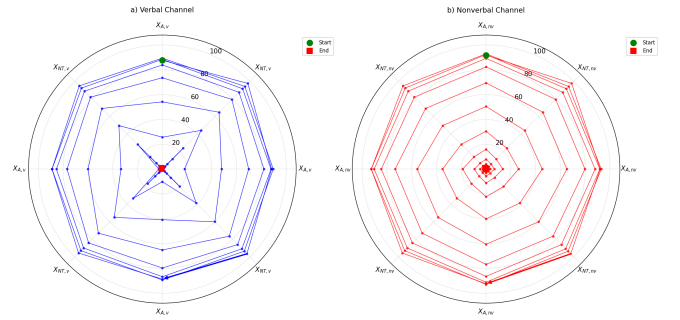 a) Verbal Channel
X_{A,v}
Start
End
X_{NT,v}
X_{NT,v}
100
80
60
40
20
X_{A,v}
X_{A,v}
X_{NT,v}
X_{NT,v}
X_{A,v}
b) Nonverbal Channel
X_{A,nv}
Start
End
X_{NT,nv}
X_{NT,nv}
100
80
60
40
20
X_{A,nv}
X_{A,nv}
X_{NT,nv}
X_{NT,nv}
X_{A,nv}